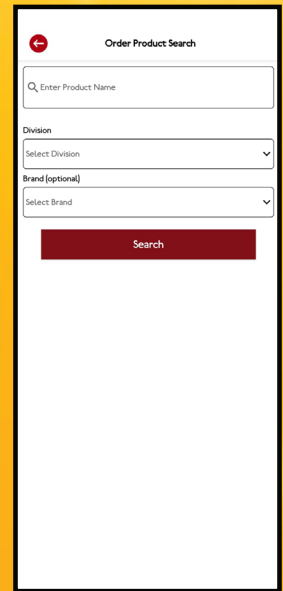 Order Product Search
Enter Product Name
Division
Select Division
Brand (optional)
Select Brand
Search